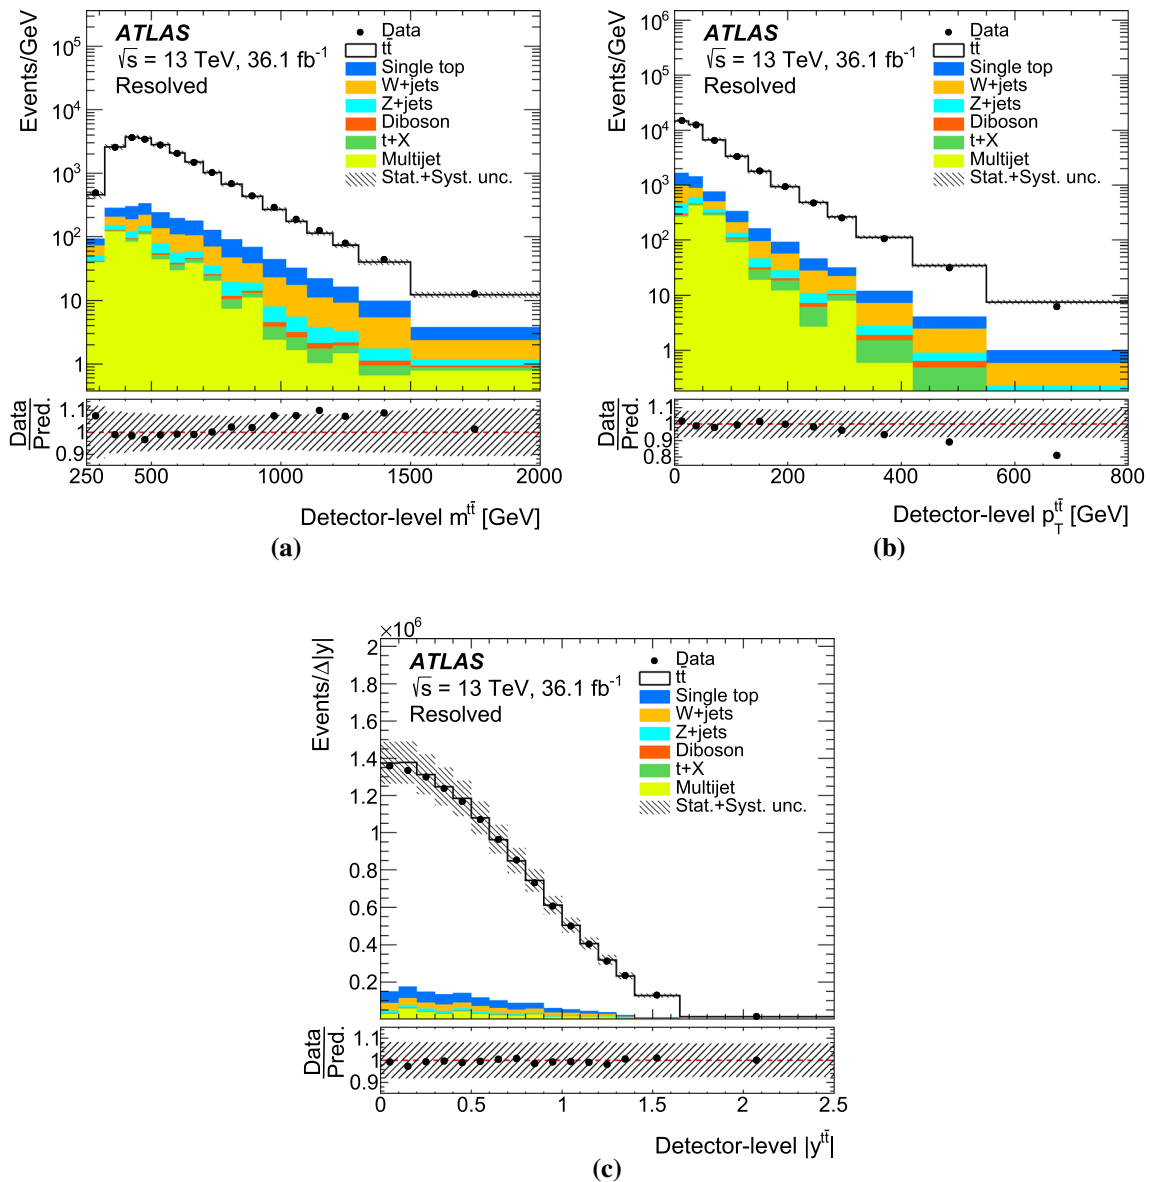 ATLAS
√s = 13 TeV, 36.1 fb⁻¹
Resolved
Data
tt̄
Single top
W+jets
Z+jets
Diboson
t+X
Multijet
Stat.+Syst. unc.
Events/GeV
10⁵
10⁴
10³
10²
10
1
Data
Pred.
1.1
1
0.9
250 500 1000 1500 2000
Detector-level m^tt̄ [GeV]
(a)
ATLAS
√s = 13 TeV, 36.1 fb⁻¹
Resolved
Data
tt̄
Single top
W+jets
Z+jets
Diboson
t+X
Multijet
Stat.+Syst. unc.
Events/GeV
10⁶
10⁵
10⁴
10³
10²
10
1
Data
Pred.
1.1
1
0.9
0.8
0 200 400 600 800
Detector-level p_T^tt̄ [GeV]
(b)
×10⁶
ATLAS
√s = 13 TeV, 36.1 fb⁻¹
Resolved
Data
tt̄
Single top
W+jets
Z+jets
Diboson
t+X
Multijet
Stat.+Syst. unc.
Events/Δ|y|
2
1.8
1.6
1.4
1.2
1
0.8
0.6
0.4
0.2
Data
Pred.
1.1
1
0.9
0 0.5 1 1.5 2 2.5
Detector-level |y^tt̄|
(c)